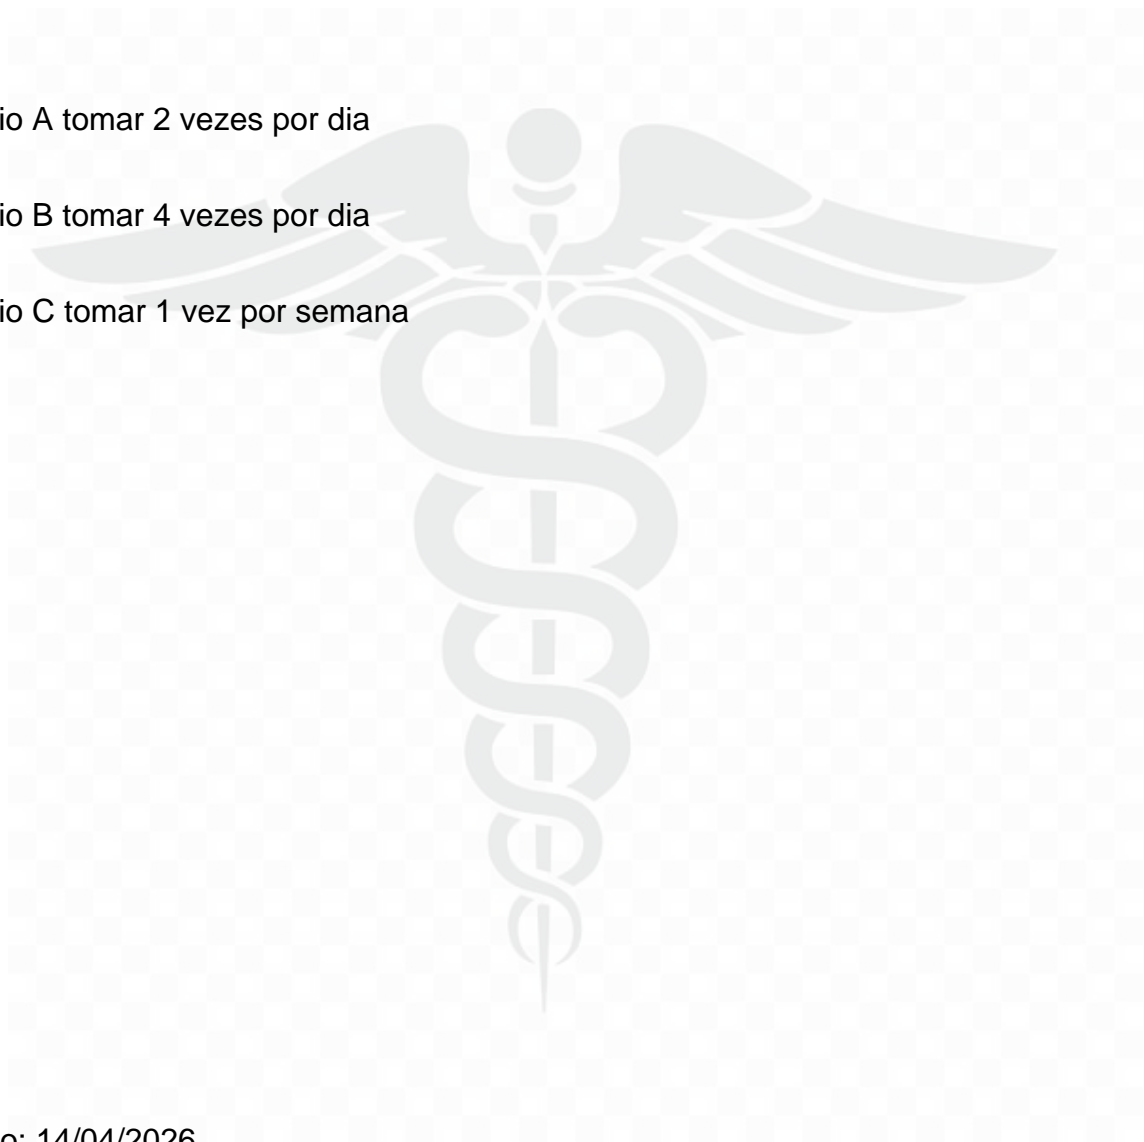 io A tomar 2 vezes por dia
io B tomar 4 vezes por dia
io C tomar 1 vez por semana
o: 14/04/2026